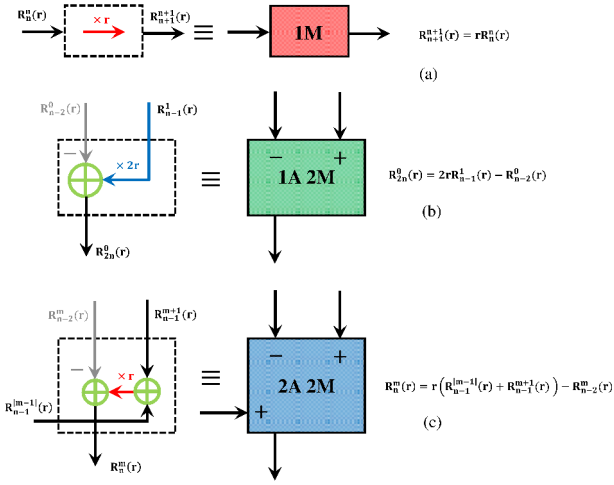 R_n^n(r) × r R_{n+1}^{n+1}(r) ≡ 1M R_{n+1}^{n+1}(r) = rR_n^n(r)
(a)
R_{n-2}^0(r) R_{n-1}^1(r)
− × 2r ≡ − +
1A 2M R_{2n}^0(r) = 2rR_{n-1}^1(r) − R_{n-2}^0(r)
(b)
R_{2n}^0(r)
R_{n-2}^m(r) R_{n-1}^{m+1}(r)
− × r ≡ − +
2A 2M R_n^m(r) = r(R_{n-1}^{|m-1|}(r) + R_{n-1}^{m+1}(r)) − R_{n-2}^m(r)
R_{n-1}^{|m-1|}(r) +
(c)
R_n^m(r)